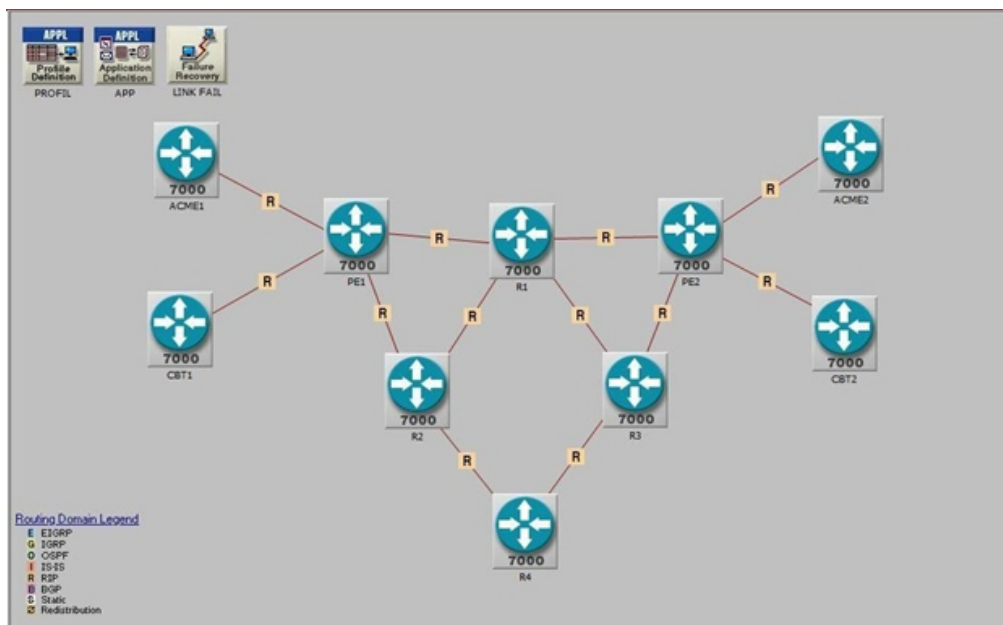 APPL
Profile
Definition
PROFIL
APPL
Application
Definition
APP
Failure
Recovery
LINK FAIL
7000
ACME1
7000
ACME2
R
R
7000
PE1
R
7000
R1
R
7000
PE2
R
R
7000
CBT1
7000
CBT2
R
R
R
R
7000
R2
7000
R3
R
R
7000
R4
Routing Domain Legend
E EIGRP
G IGRP
O OSPF
I IS-IS
R RIP
B BGP
S Static
Redistribution